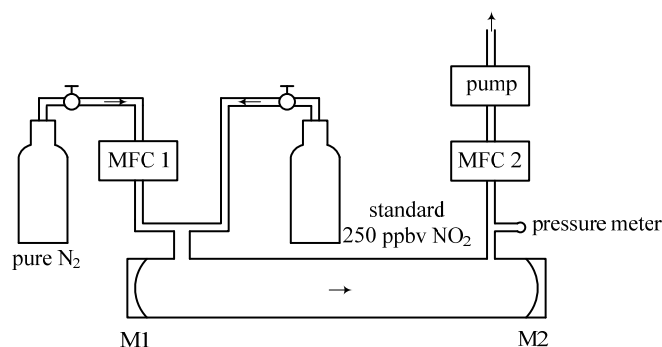 pump
MFC 1
MFC 2
standard
250 ppbv NO₂
pressure meter
pure N₂
M1
M2